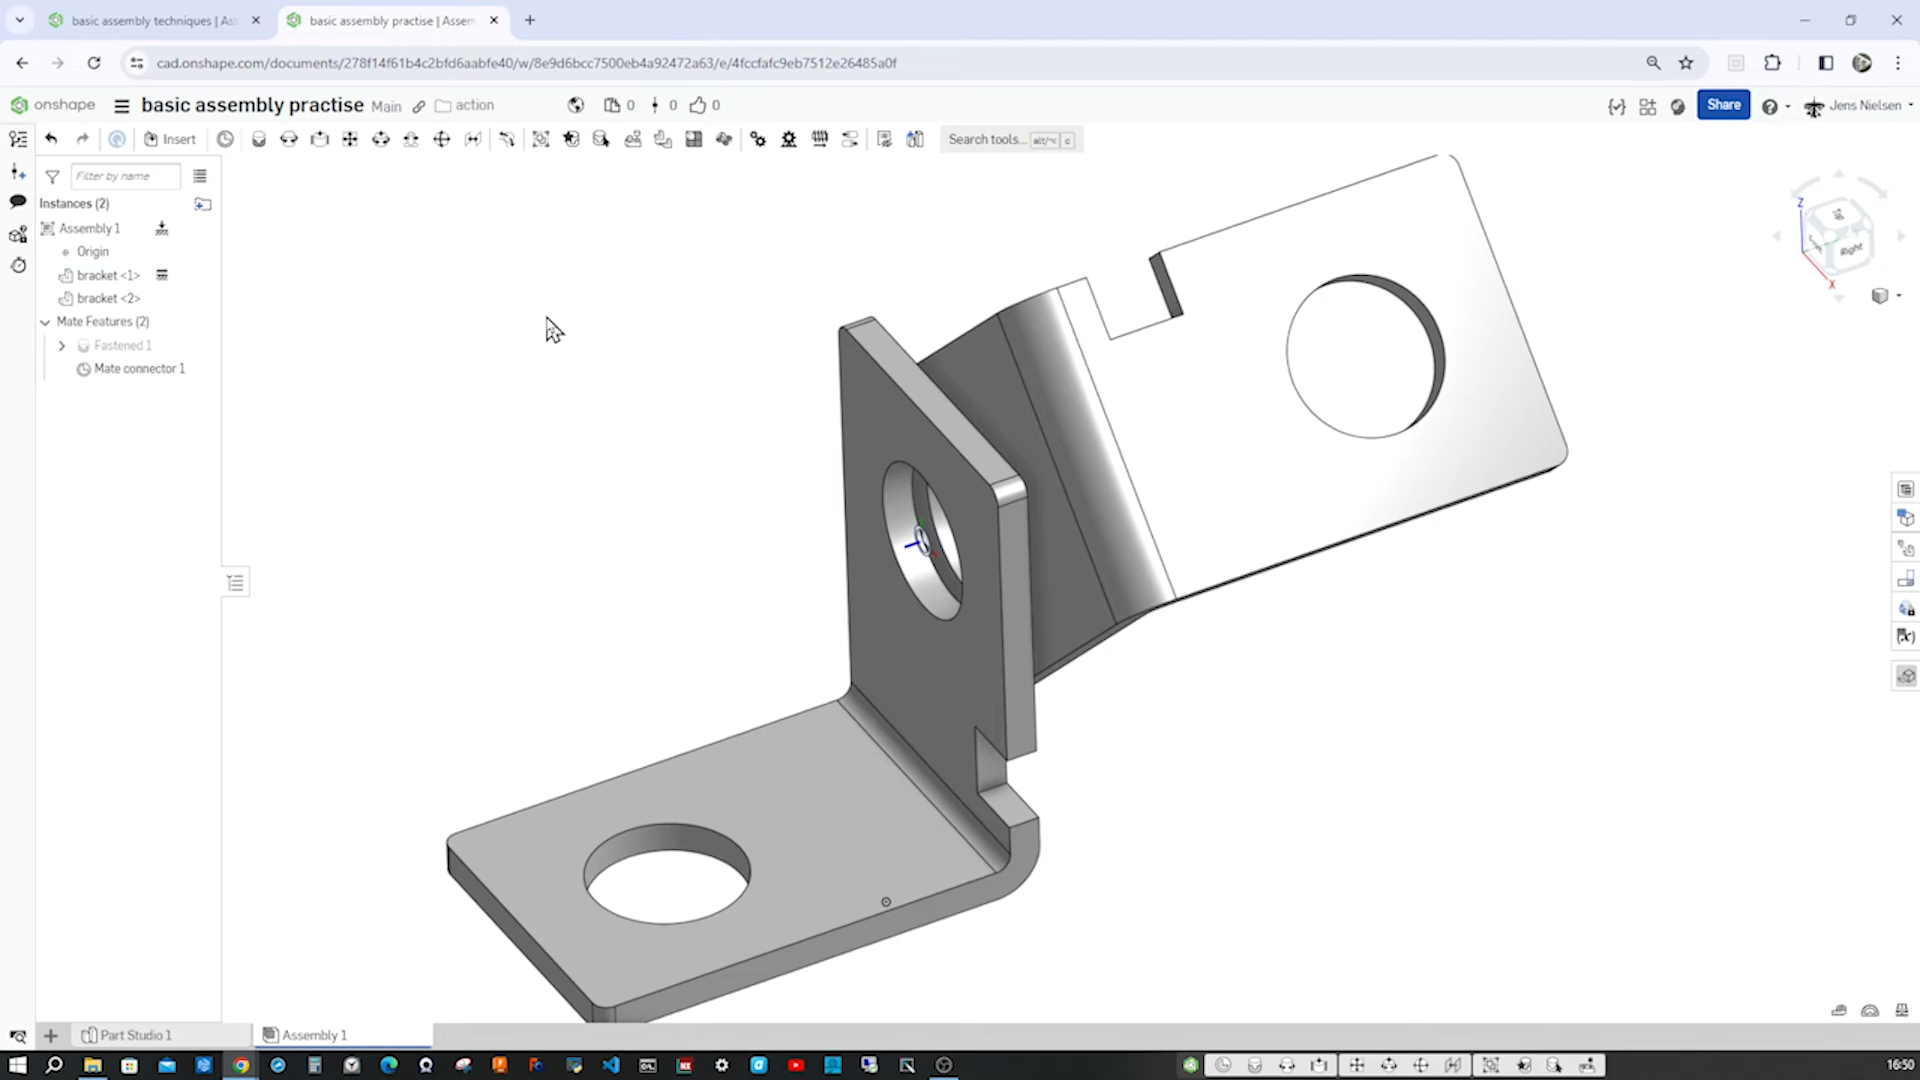 basic assembly techniques | As
basic assembly practise | Assem
cad.onshape.com/documents/278f14f61b4c2bfd6aabfe40/w/8e9d6bcc7500eb4a92472a63/e/4fccfafc9eb7512e26485a0f
onshape basic assembly practise Main action 0 0 0 Share Jens Nielsen
Insert Search tools... alt/⌥ c
Filter by name
Instances (2)
Assembly 1
Origin
bracket <1>
bracket <2>
Mate Features (2)
Fastened 1
Mate connector 1
Z
Right
X
Part Studio 1 Assembly 1
16:50